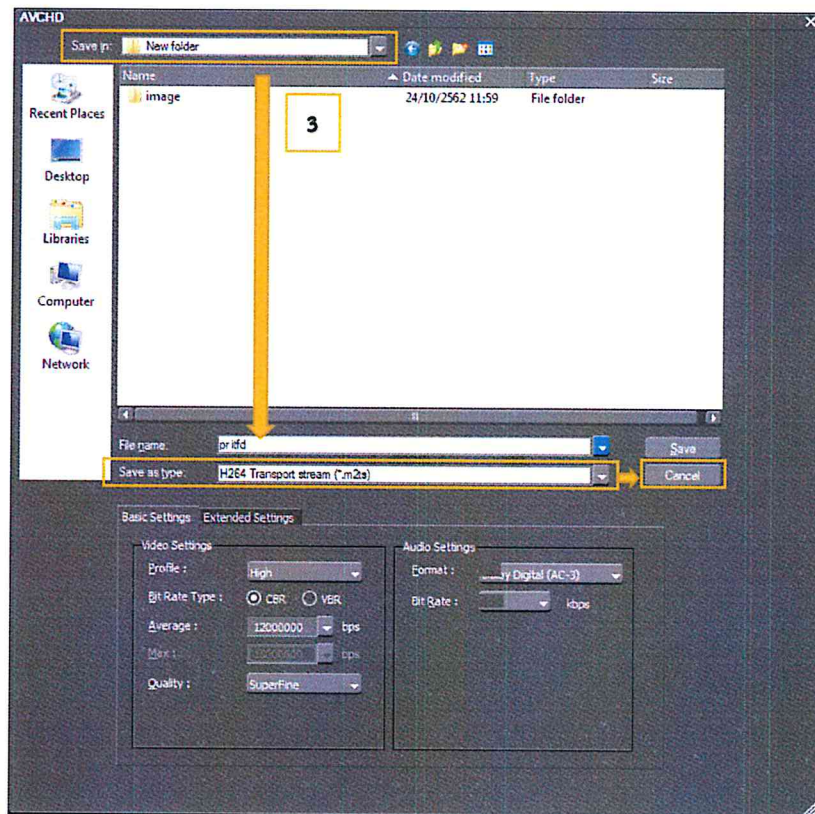 AVCHD
Save in: New folder
Name Date modified Type Size
image 24/10/2562 11:59 File folder
3
Recent Places
Desktop
Libraries
Computer
Network
File name: pr itfd Save
Save as type: H264 Transport stream (*.m2ts) Cancel
Basic Settings Extended Settings
Video Settings Audio Settings
Profile : High Format : y Digital (AC-3)
Bit Rate Type : CBR VBR Bit Rate : kbps
Average : 12000000 bps
Max : bps
Quality : SuperFine